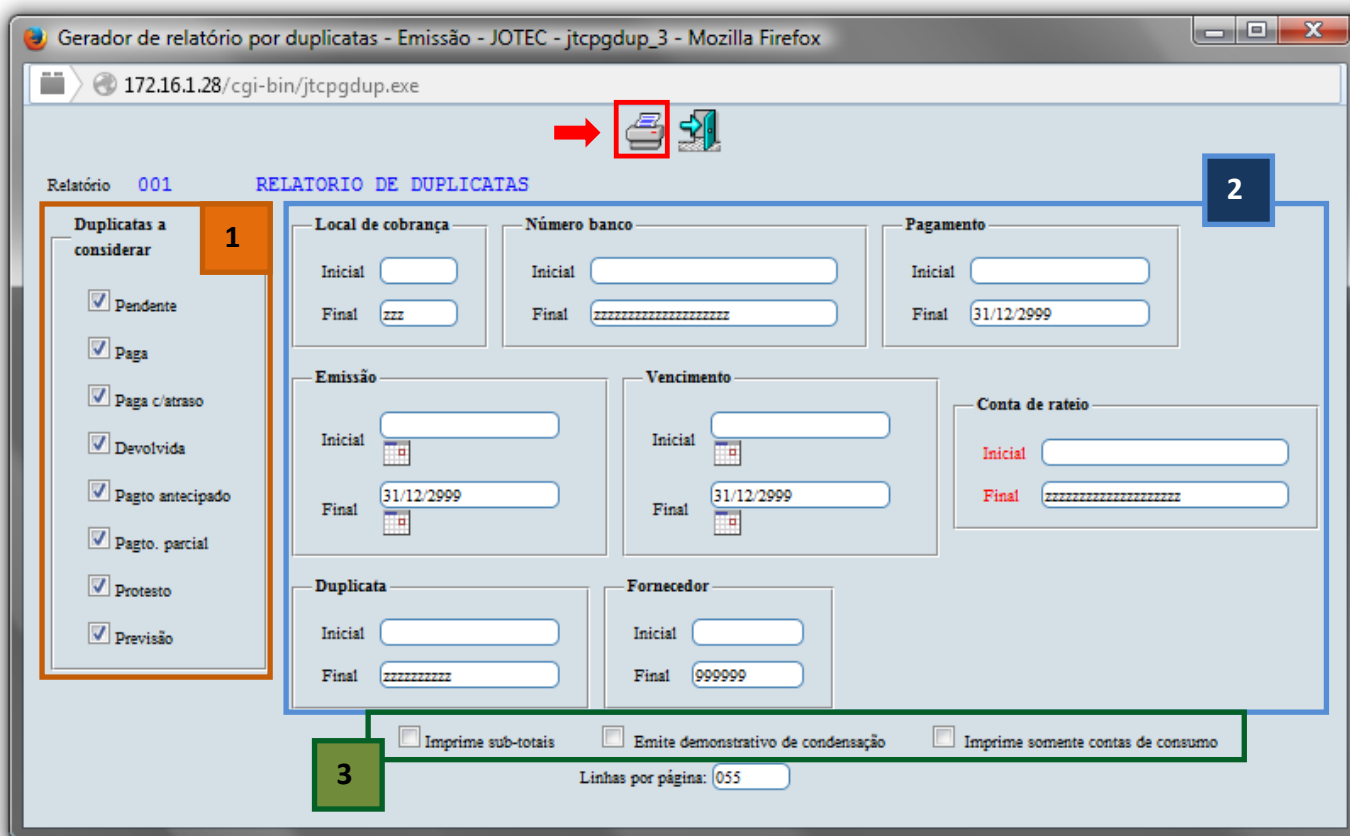 Gerador de relatório por duplicatas - Emissão - JOTEC - jtcpgdup_3 - Mozilla Firefox
172.16.1.28/cgi-bin/jtcpgdup.exe
Relatório 001 RELATORIO DE DUPLICATAS
1
Duplicatas a
considerar
Pendente
Paga
Paga c/atraso
Devolvida
Pagto antecipado
Pagto. parcial
Protesto
Previsão
2
Local de cobrança
Inicial
Final zzz
Número banco
Inicial
Final zzzzzzzzzzzzzzzzzzzz
Pagamento
Inicial
Final 31/12/2999
Emissão
Inicial
Final 31/12/2999
Vencimento
Inicial
Final 31/12/2999
Conta de rateio
Inicial
Final zzzzzzzzzzzzzzzzzzzz
Duplicata
Inicial
Final zzzzzzzzzz
Fornecedor
Inicial
Final 999999
3
Imprime sub-totais Emite demonstrativo de condensação Imprime somente contas de consumo
Linhas por página: 055